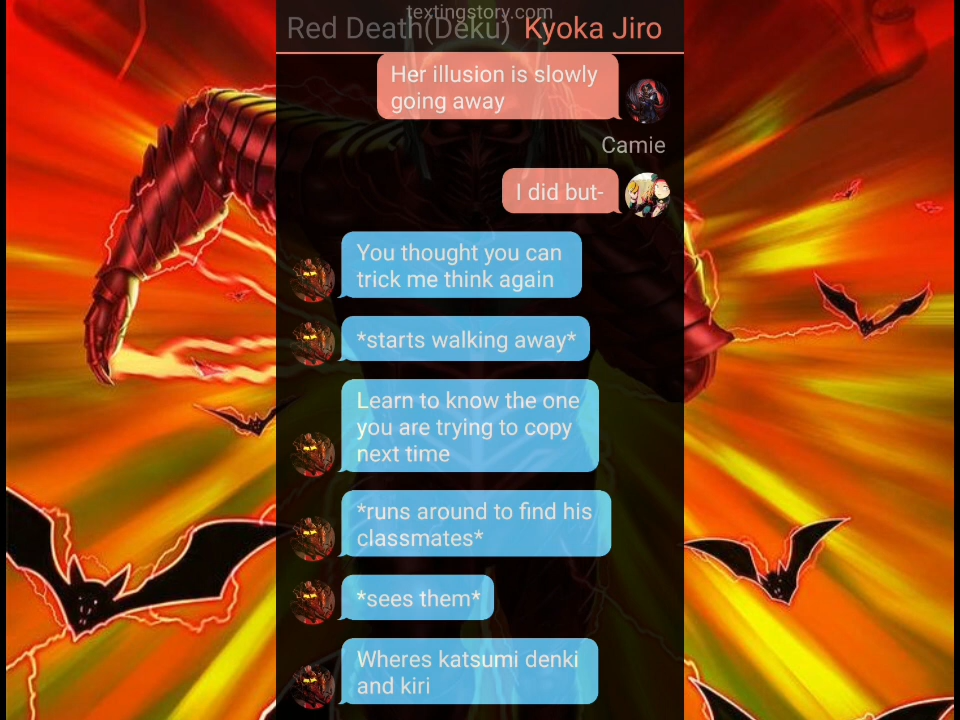 textingstory.com
Red Death(Deku) Kyoka Jiro
Her illusion is slowly
going away
Camie
I did but-
You thought you can
trick me think again
*starts walking away*
Learn to know the one
you are trying to copy
next time
*runs around to find his
classmates*
*sees them*
Wheres katsumi denki
and kiri